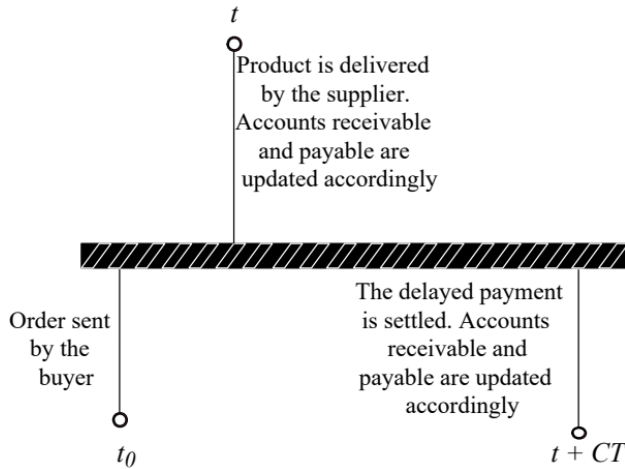 t
Product is delivered
by the supplier.
Accounts receivable
and payable are
updated accordingly
Order sent
by the
buyer
t0
The delayed payment
is settled. Accounts
receivable and
payable are updated
accordingly
t + CT